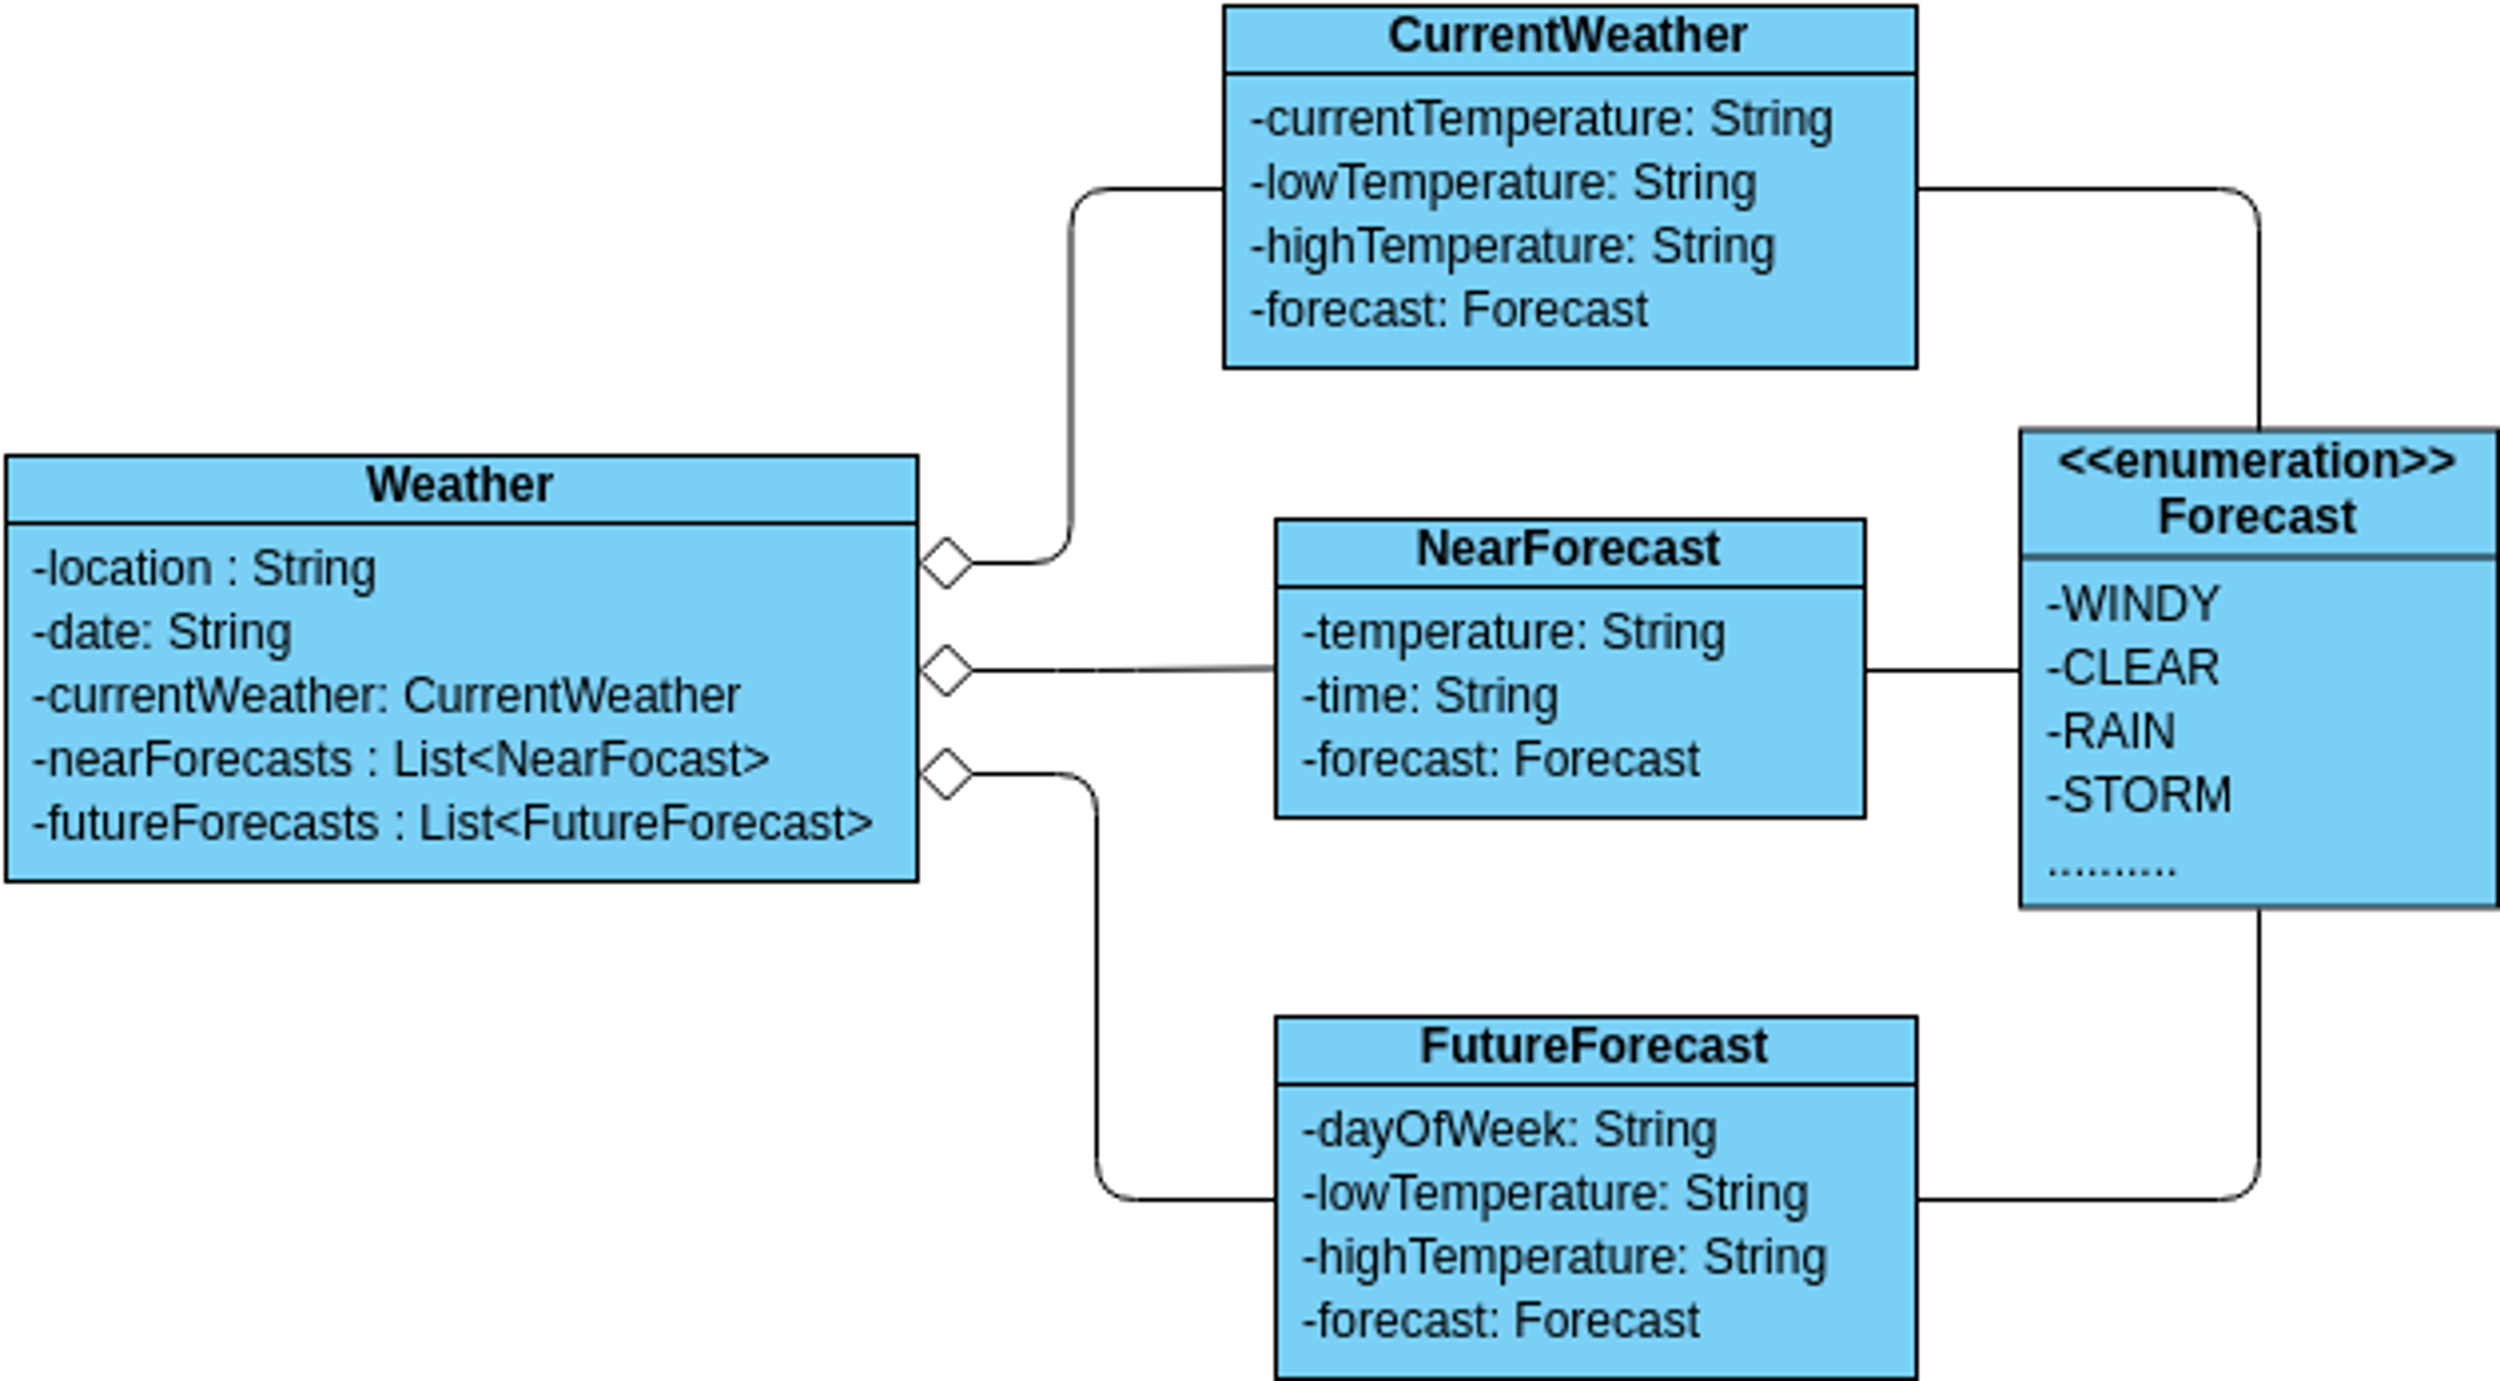 CurrentWeather
-currentTemperature: String
-lowTemperature: String
-highTemperature: String
-forecast: Forecast
Weather
-location : String
-date: String
-currentWeather: CurrentWeather
-nearForecasts : List<NearFocast>
-futureForecasts : List<FutureForecast>
NearForecast
-temperature: String
-time: String
-forecast: Forecast
<<enumeration>>
Forecast
-WINDY
-CLEAR
-RAIN
-STORM
..........
FutureForecast
-dayOfWeek: String
-lowTemperature: String
-highTemperature: String
-forecast: Forecast